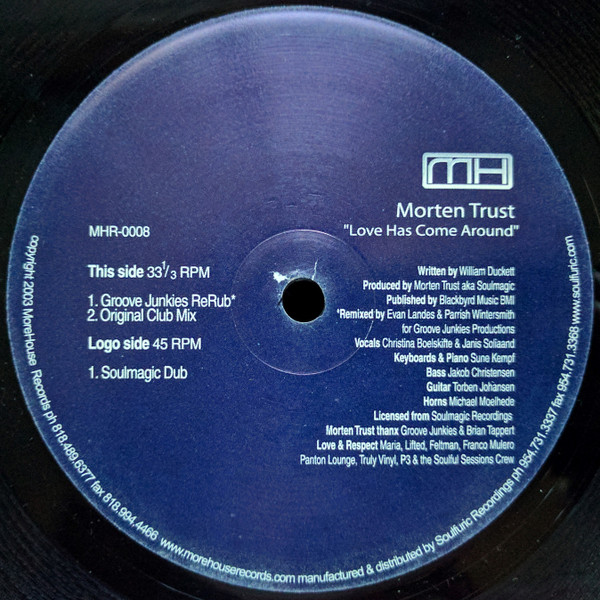 MH
Morten Trust
"Love Has Come Around"
MHR-0008
This side 33 1/3 RPM
1. Groove Junkies ReRub*
2. Original Club Mix
Logo side 45 RPM
1. Soulmagic Dub
Written by William Duckett
Produced by Morten Trust aka Soulmagic
Published by Blackbyrd Music BMI
*Remixed by Evan Landes & Parrish Wintersmith
for Groove Junkies Productions
Vocals Christina Boelskifte & Janis Soliaand
Keyboards & Piano Sune Kempf
Bass Jakob Christensen
Guitar Torben Johansen
Horns Michael Moelhede
Licensed from Soulmagic Recordings
Morten Trust thanx Groove Junkies & Brian Tappert
Love & Respect Maria, Lifted, Feltman, Franco Mulero
Panton Lounge, Truly Vinyl, P3 & the Soulful Sessions Crew
copyright 2003 MoreHouse Records ph 818.489.6377 fax 818.994.4466 www.morehouserecords.com manufactured & distributed by Soulfuric Recordings ph 954.731.3337 fax 954.731.3368 www.soulfuric.com